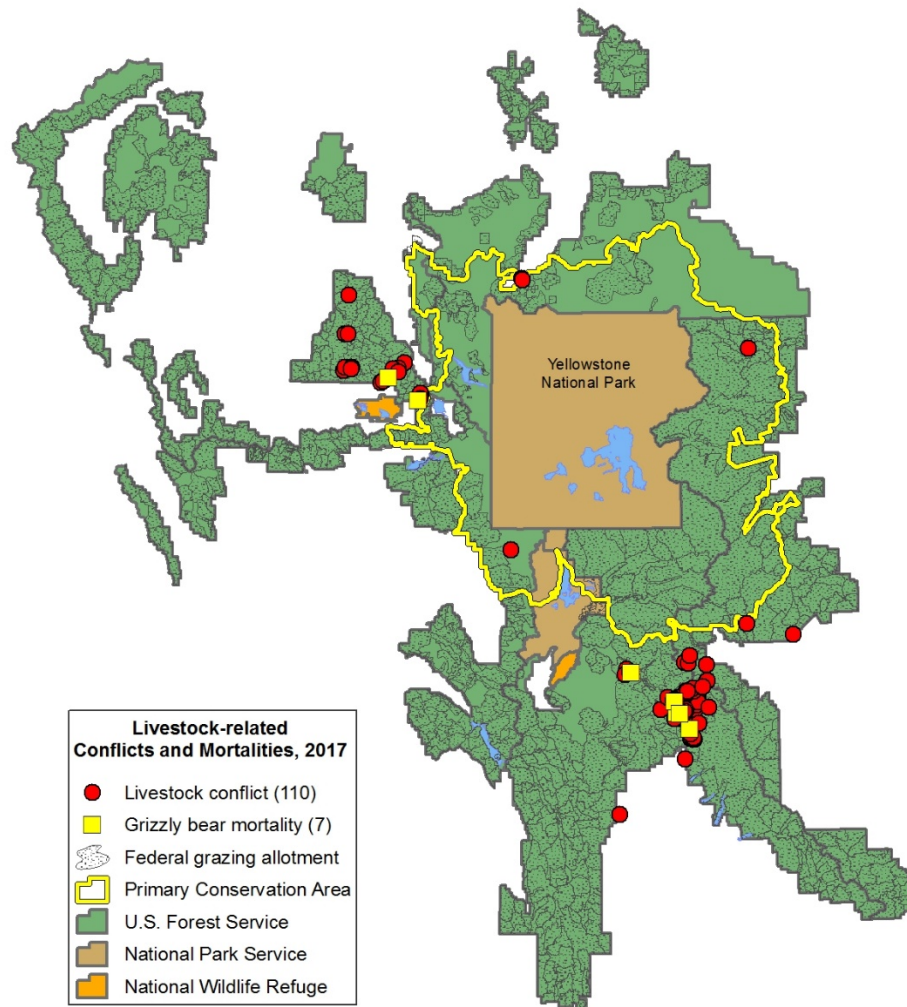 Yellowstone
National Park
Livestock-related
Conflicts and Mortalities, 2017
Livestock conflict (110)
Grizzly bear mortality (7)
Federal grazing allotment
Primary Conservation Area
U.S. Forest Service
National Park Service
National Wildlife Refuge